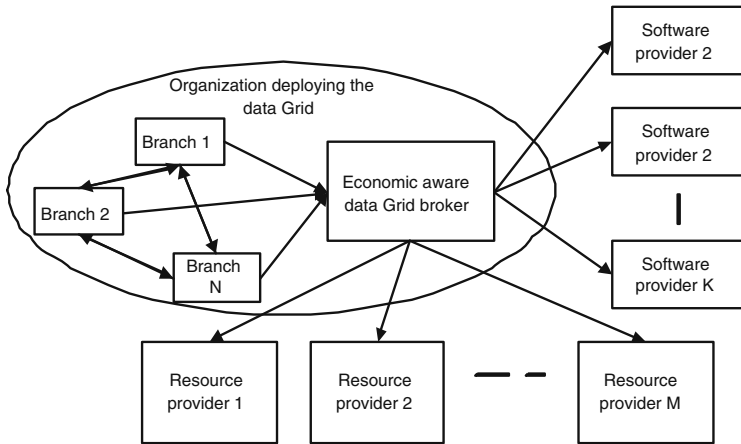 Organization deploying the
data Grid
Branch 1
Branch 2
Branch
N
Economic aware
data Grid broker
Software
provider 2
Software
provider 2
Software
provider K
Resource
provider 1
Resource
provider 2
Resource
provider M